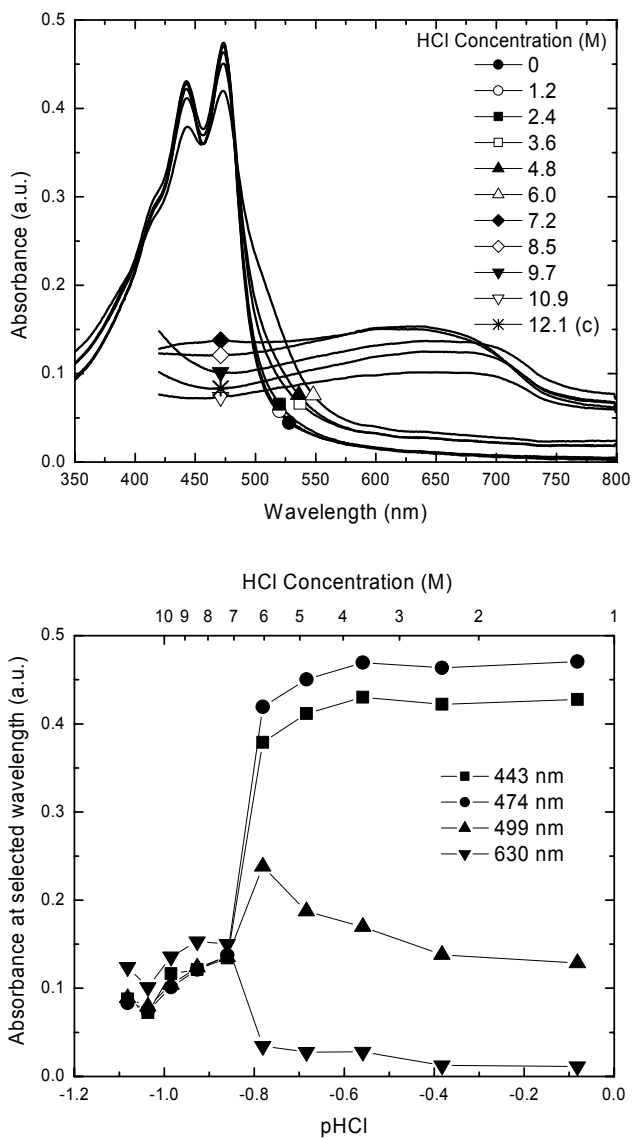 HCl Concentration (M)
0
1.2
2.4
3.6
4.8
6.0
7.2
8.5
9.7
10.9
12.1 (c)
Absorbance (a.u.)
0.5
0.4
0.3
0.2
0.1
0.0
350 400 450 500 550 600 650 700 750 800
Wavelength (nm)
HCl Concentration (M)
10 9 8 7 6 5 4 3 2 1
Absorbance at selected wavelength (a.u.)
0.5
0.4
0.3
0.2
0.1
0.0
443 nm
474 nm
499 nm
630 nm
-1.2 -1.0 -0.8 -0.6 -0.4 -0.2 0.0
pHCl